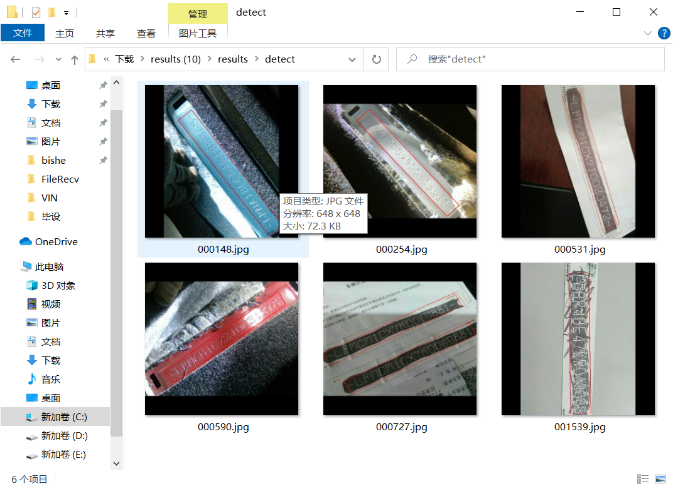 管理
detect
文件
主页
共享
查看
图片工具
« 下载 > results (10) > results > detect
搜索"detect"
桌面
下载
文档
图片
bishe
FileRecv
VIN
毕设
OneDrive
此电脑
3D 对象
视频
图片
文档
下载
音乐
桌面
新加卷 (C:)
新加卷 (D:)
新加卷 (E:)
项目类型: JPG 文件
分辨率: 648 x 648
大小: 72.3 KB
000148.jpg
000254.jpg
000531.jpg
000590.jpg
000727.jpg
001539.jpg
6 个项目